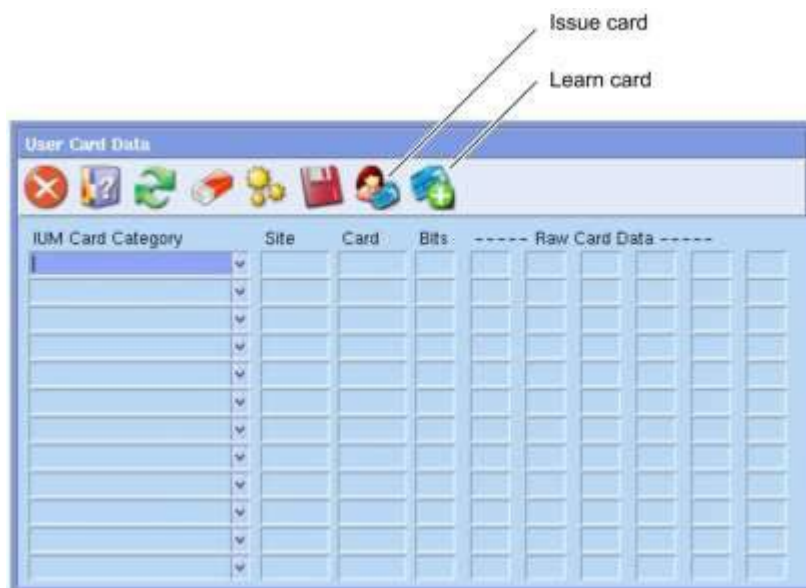 Issue card
Learn card
User Card Data
IUM Card Category Site Card Bits ----- Raw Card Data -----